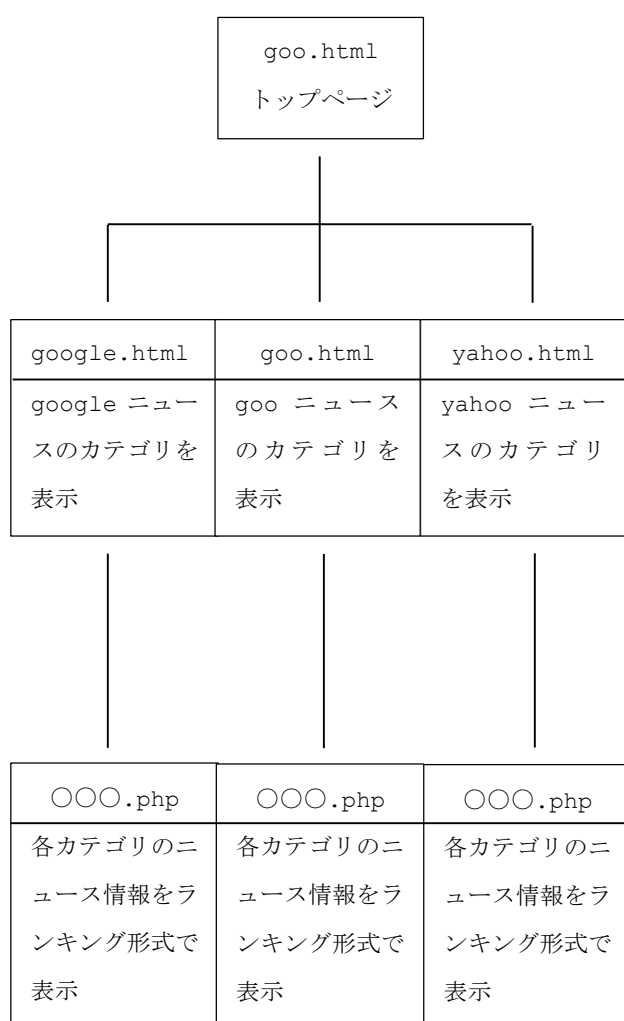 goo.html
トップページ
google.html
google ニュー
スのカテゴリを
表示
goo.html
goo ニュース
のカテゴリを
表示
yahoo.html
yahoo ニュー
スのカテゴリ
を表示
○○○.php
各カテゴリのニ
ュース情報をラ
ンキング形式で
表示
○○○.php
各カテゴリのニ
ュース情報をラ
ンキング形式で
表示
○○○.php
各カテゴリのニ
ュース情報をラ
ンキング形式で
表示